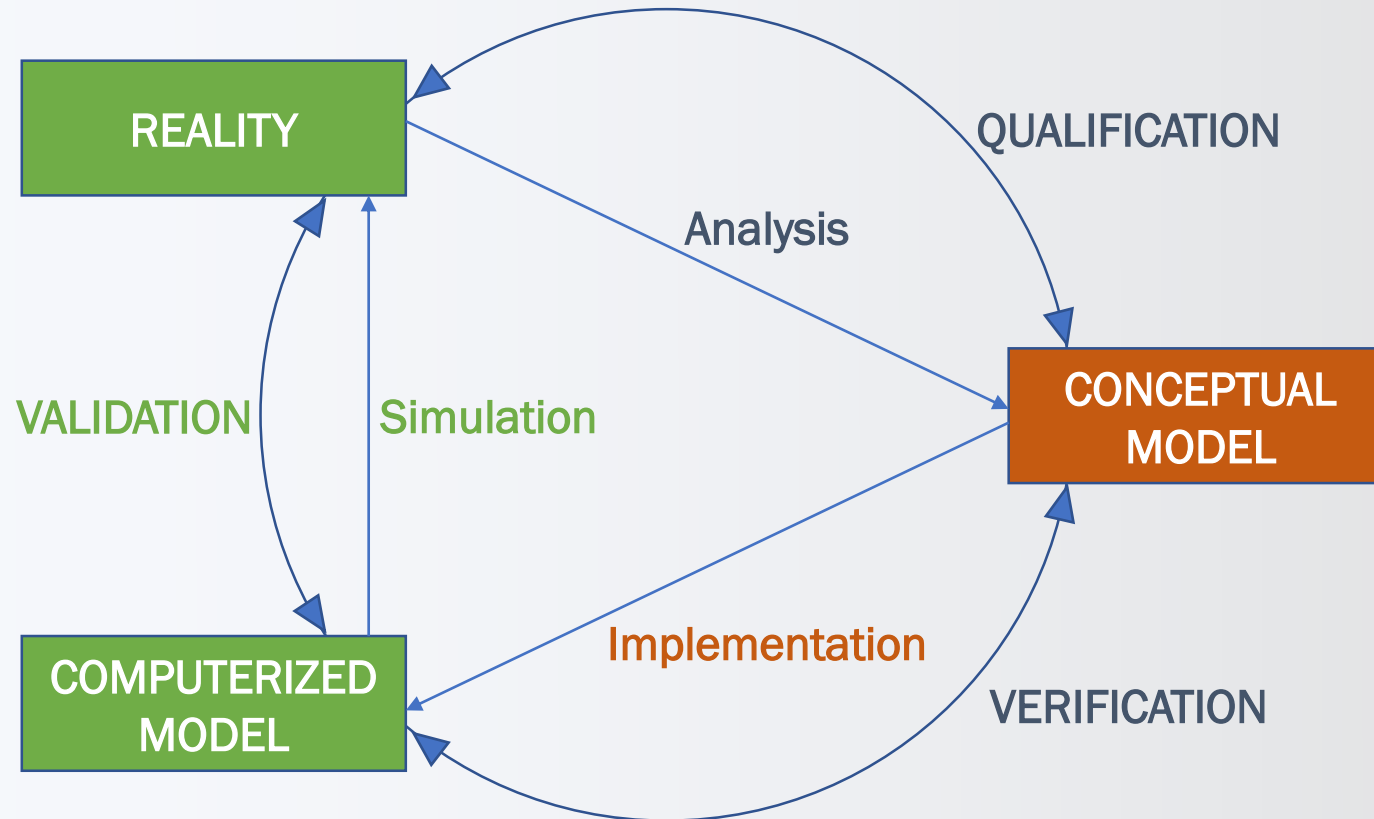 REALITY
QUALIFICATION
Analysis
CONCEPTUAL
MODEL
VALIDATION
Simulation
Implementation
COMPUTERIZED
MODEL
VERIFICATION